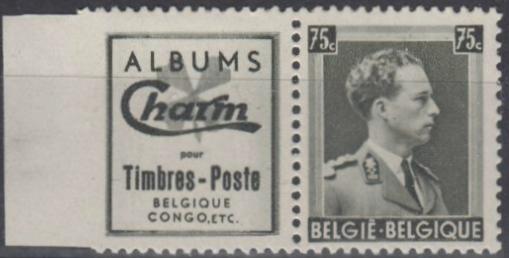 ALBUMS
Charm
pour
Timbres-Poste
BELGIQUE
CONGO, ETC.
75c 75c
BELGIË·BELGIQUE